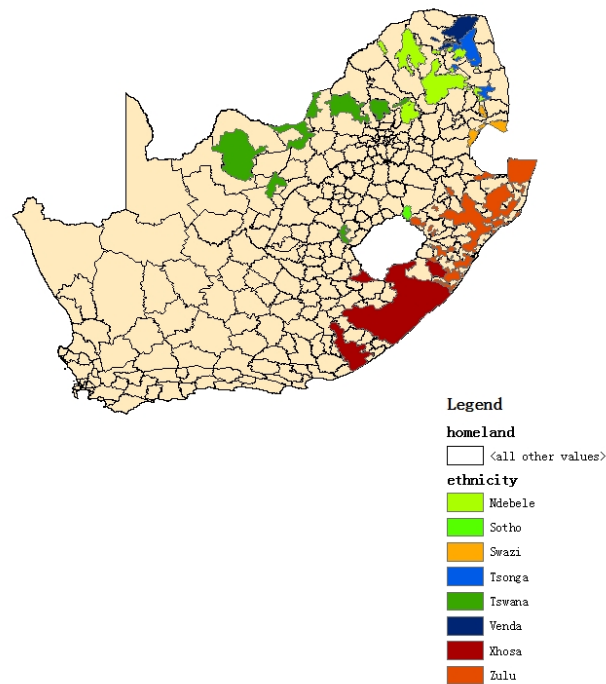 Legend
homeland
<all other values>
ethnicity
Ndebele
Sotho
Swazi
Tsonga
Tswana
Venda
Xhosa
Zulu